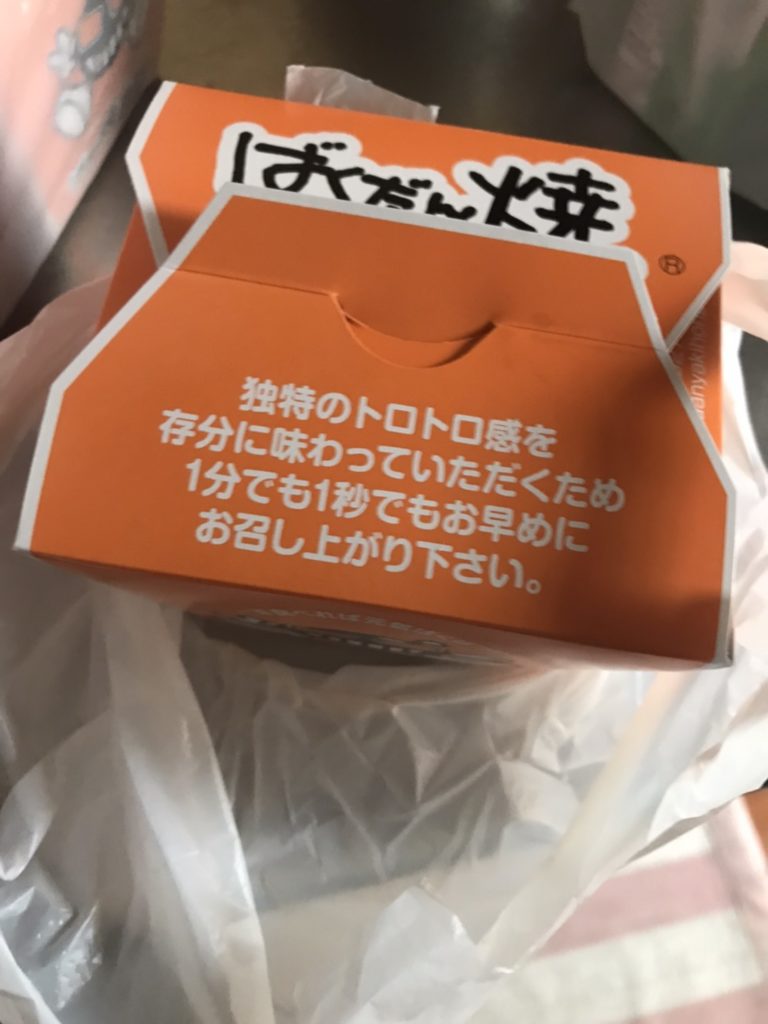 ばくだん焼
®
独特のトロトロ感を
存分に味わっていただくため
1分でも1秒でもお早めに
お召し上がり下さい。